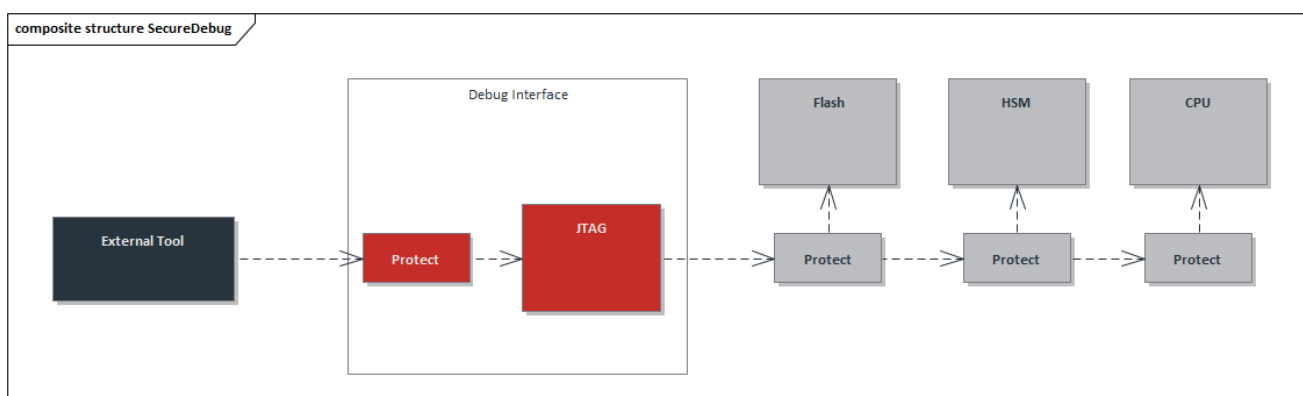 composite structure SecureDebug
Debug Interface
Flash
HSM
CPU
External Tool
Protect
JTAG
Protect
Protect
Protect